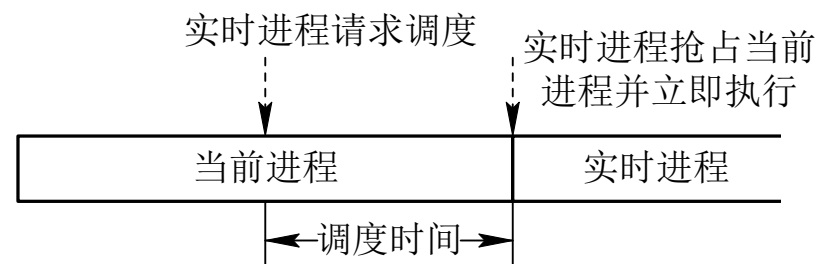 实时进程请求调度
实时进程抢占当前
进程并立即执行
当前进程
实时进程
调度时间